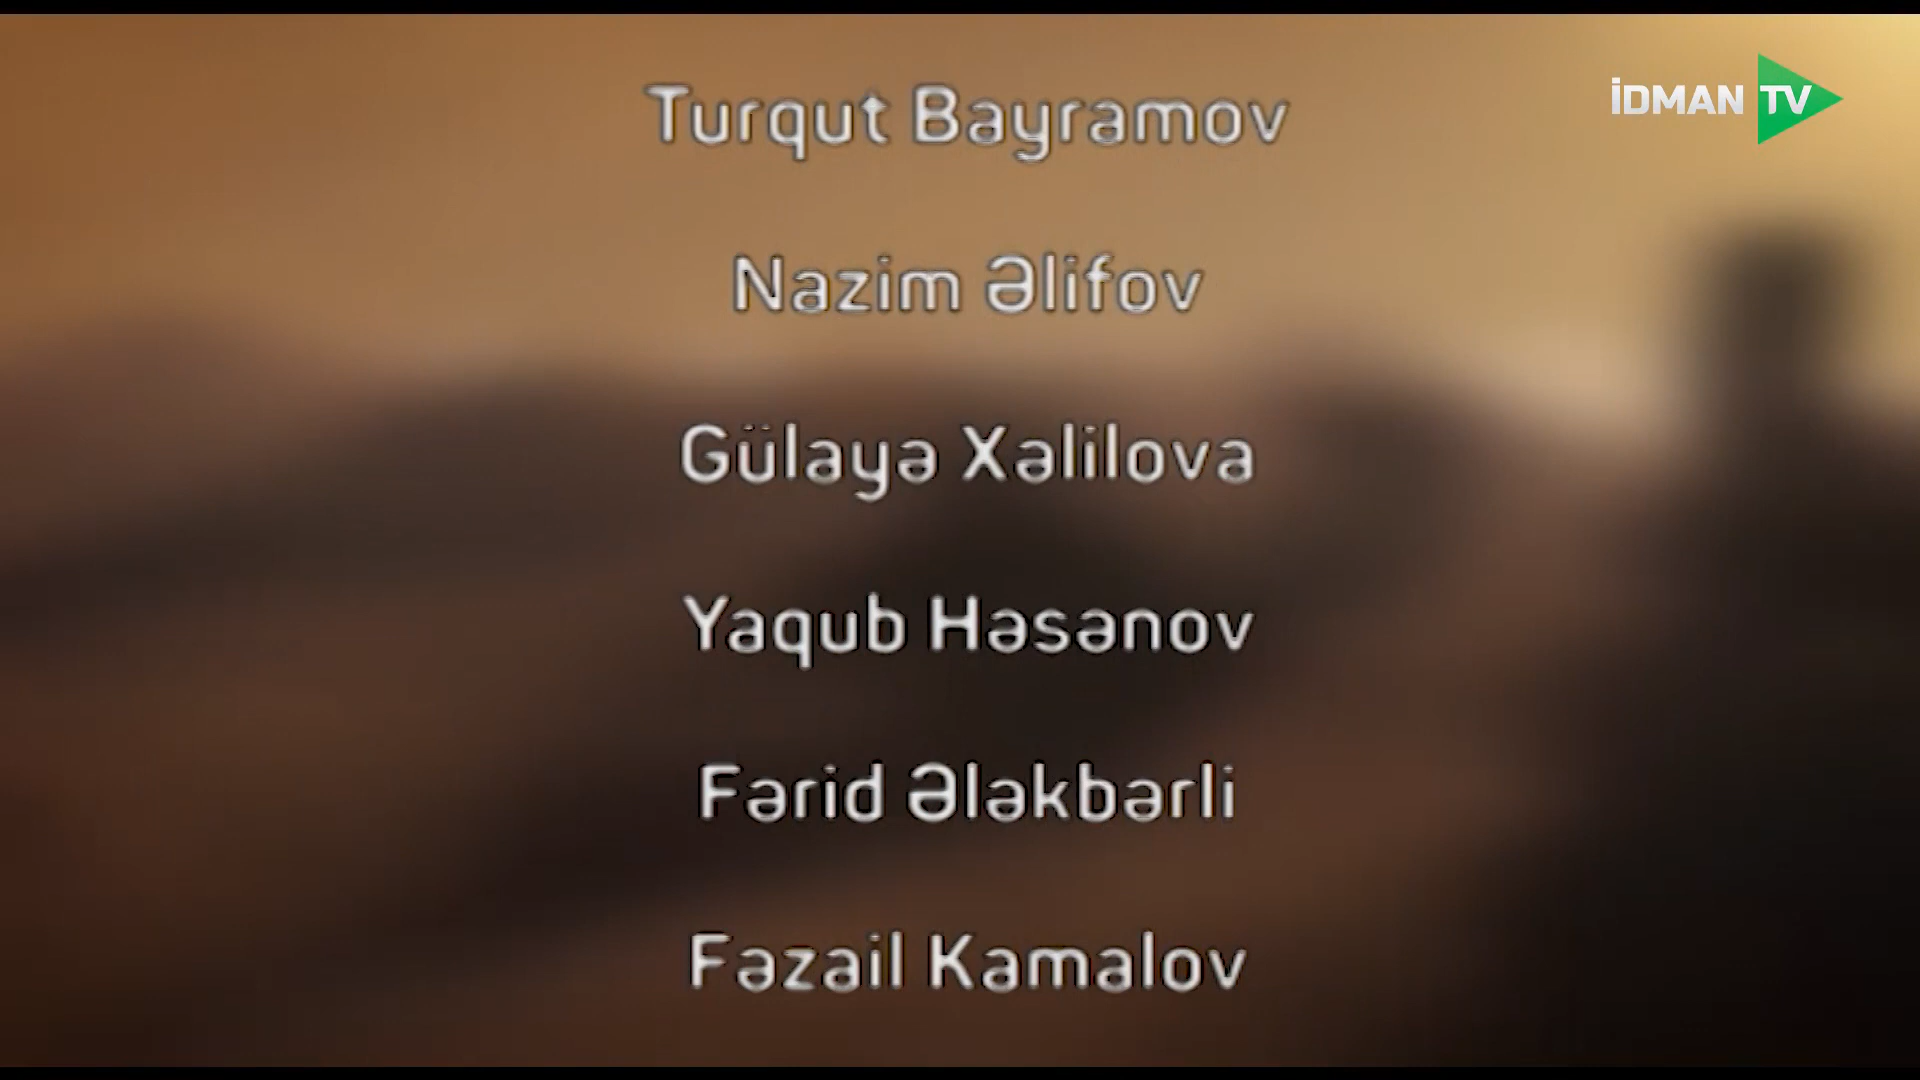 Turqut Bayramov
İDMAN TV
Nazim Əlifov
Gülayə Xəlilova
Yaqub Həsənov
Fərid Ələkbərli
Fəzail Kamalov